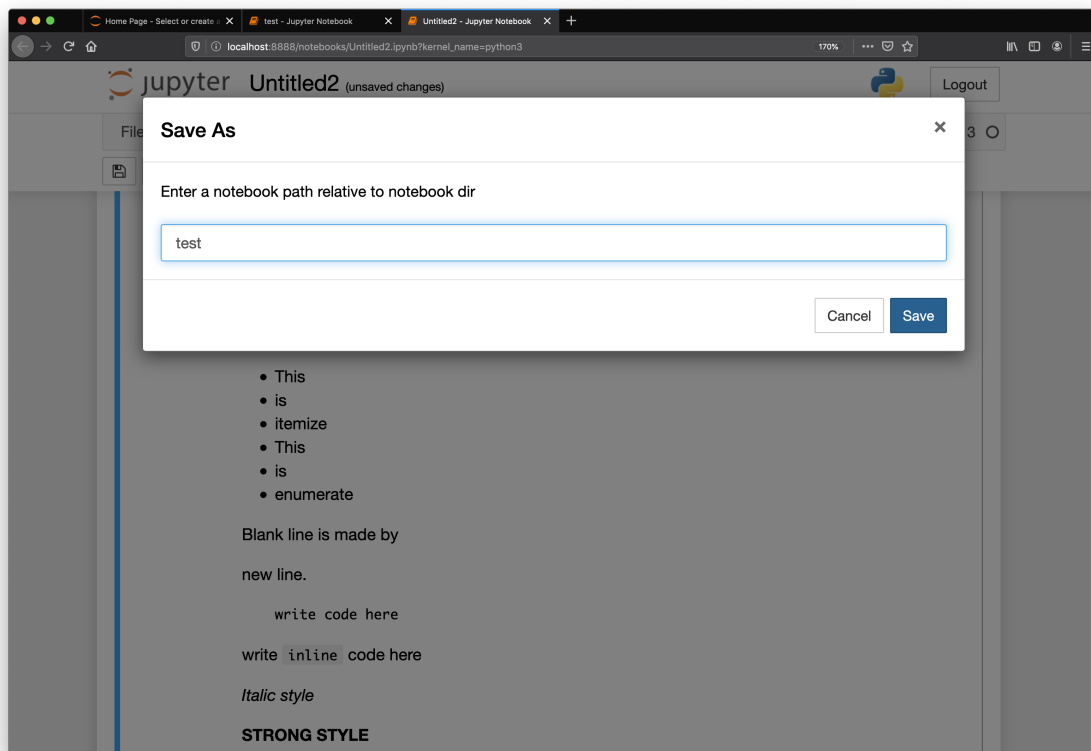 Home Page - Select or create a
test - Jupyter Notebook
Untitled2 - Jupyter Notebook
localhost:8888/notebooks/Untitled2.ipynb?kernel_name=python3
170%
jupyter Untitled2 (unsaved changes)
Logout
File
3
Save As
×
Enter a notebook path relative to notebook dir
test
Cancel
Save
• This
• is
• itemize
• This
• is
• enumerate
Blank line is made by
new line.
write code here
write inline code here
Italic style
STRONG STYLE